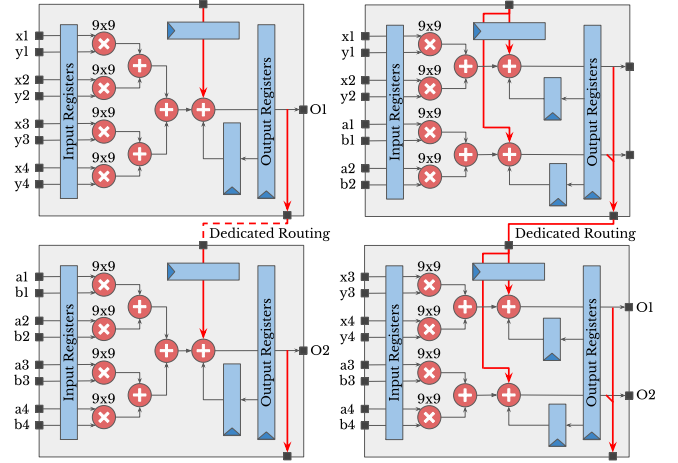 x1
y1
x2
y2
x3
y3
x4
y4
Input Registers
9x9
9x9
9x9
9x9
Output Registers
O1
x1
y1
x2
y2
a1
b1
a2
b2
Input Registers
9x9
9x9
9x9
9x9
Output Registers
Dedicated Routing
Dedicated Routing
a1
b1
a2
b2
a3
b3
a4
b4
Input Registers
9x9
9x9
9x9
9x9
Output Registers
O2
x3
y3
x4
y4
a3
b3
a4
b4
Input Registers
9x9
9x9
9x9
9x9
Output Registers
O1
O2